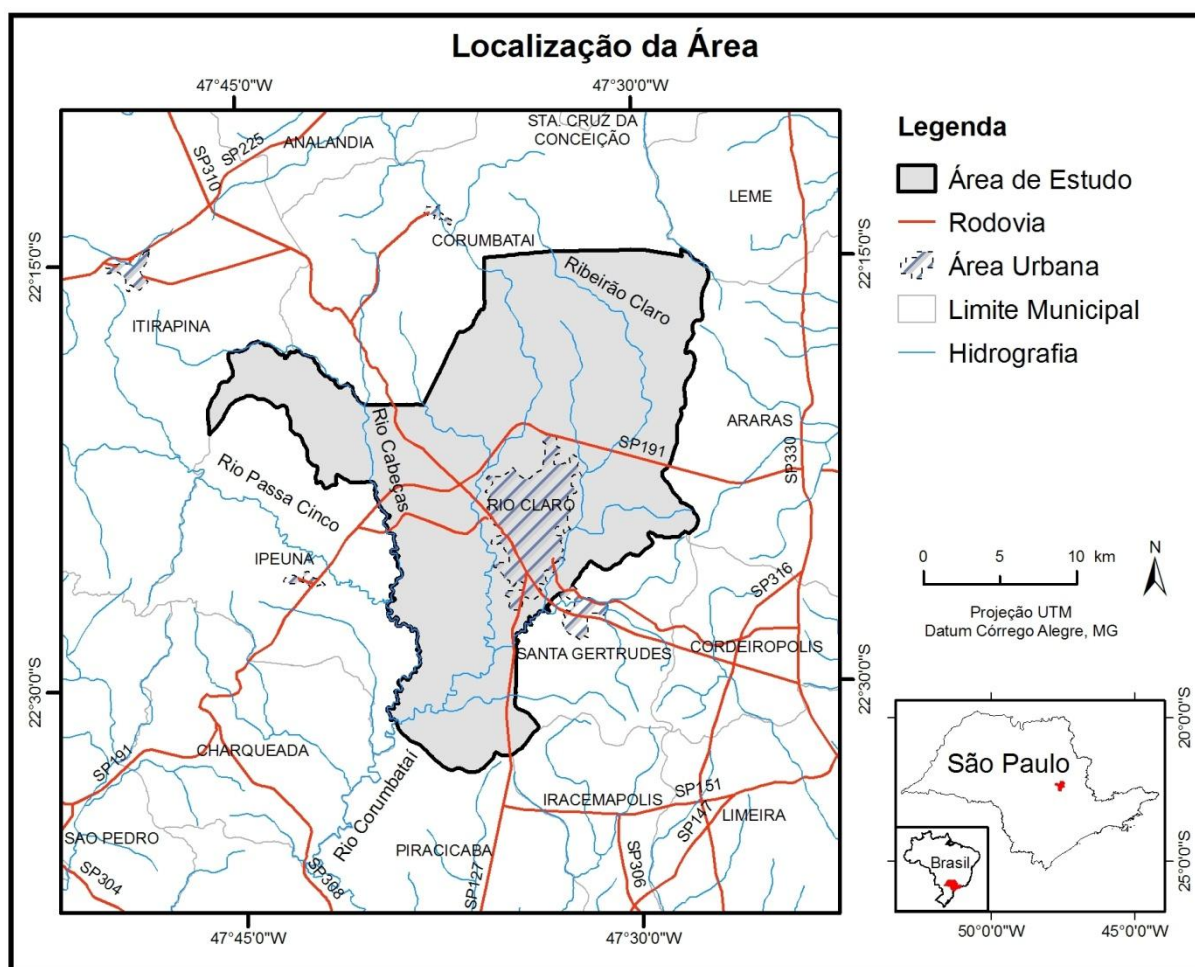 Localização da Área
47°45'0"W
47°30'0"W
STA. CRUZ DA
CONCEIÇÃO
ANALANDIA
SP225
SP310
LEME
CORUMBATAI
22°15'0"S
22°15'0"S
Ribeirão Claro
ITIRAPINA
ARARAS
Rio Cabeças
SP191
SP330
Rio Passa Cinco
RIO CLARO
IPEUNA
SP316
SANTA GERTRUDES
CORDEIROPOLIS
22°30'0"S
22°30'0"S
CHARQUEADA
SP191
Rio Corumbataí
IRACEMAPOLIS
SP151
SP147
LIMEIRA
SAO PEDRO
PIRACICABA
SP304
SP308
SP127
SP306
47°45'0"W
47°30'0"W
Legenda
Área de Estudo
Rodovia
Área Urbana
Limite Municipal
Hidrografia
0 5 10 km
N
Projeção UTM
Datum Córrego Alegre, MG
São Paulo
Brasil
20°0'0"S
25°0'0"S
50°0'0"W
45°0'0"W